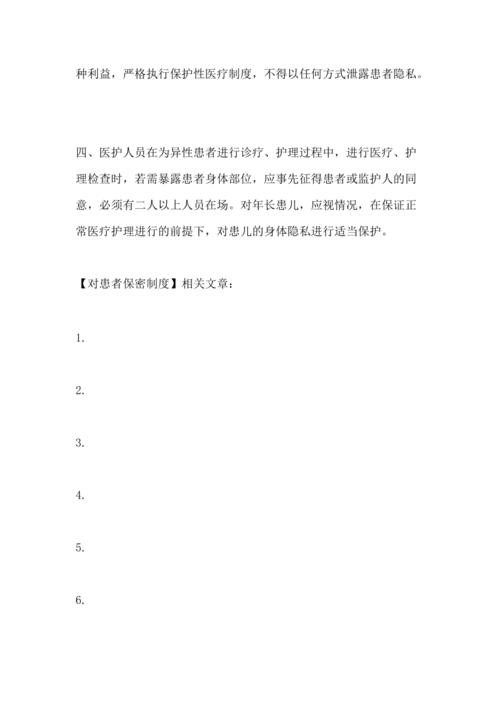 种利益，严格执行保护性医疗制度，不得以任何方式泄露患者隐私。
四、医护人员在为异性患者进行诊疗、护理过程中，进行医疗、护
理检查时，若需暴露患者身体部位，应事先征得患者或监护人的同
意，必须有二人以上人员在场。对年长患儿，应视情况，在保证正
常医疗护理进行的前提下，对患儿的身体隐私进行适当保护。
【对患者保密制度】相关文章：
1.
2.
3.
4.
5.
6.